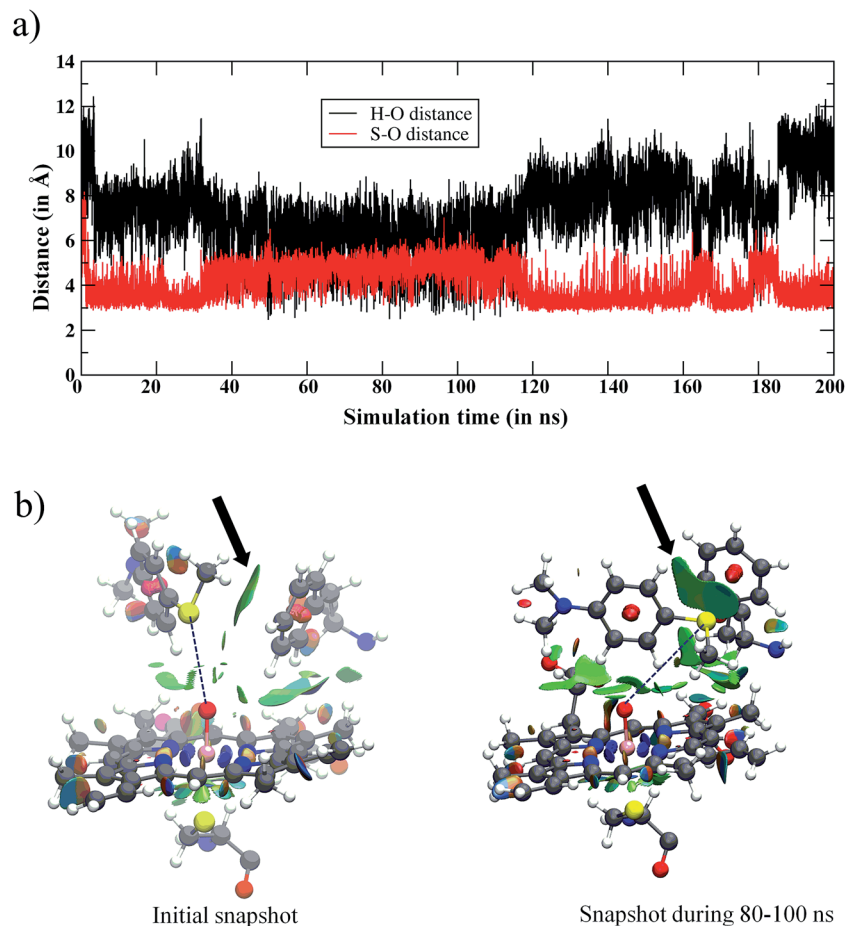 a)
14
12
10
8
6
4
2
0
Distance (in Å)
H-O distance
S-O distance
0 20 40 60 80 100 120 140 160 180 200
Simulation time (in ns)
b)
Initial snapshot
Snapshot during 80-100 ns